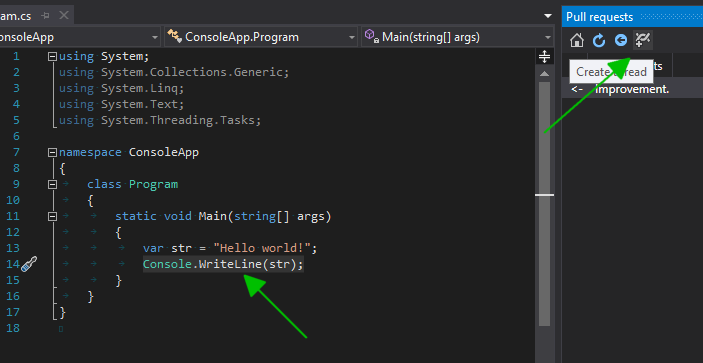 am.cs
Pull requests
onsoleApp
ConsoleApp.Program
Main(string[] args)
Create thread
ts
<- Improvement.
1 using System;
2 using System.Collections.Generic;
3 using System.Linq;
4 using System.Text;
5 using System.Threading.Tasks;
6
7 namespace ConsoleApp
8 {
9 class Program
10 {
11 static void Main(string[] args)
12 {
13 var str = "Hello world!";
14 Console.WriteLine(str);
15 }
16 }
17 }
18